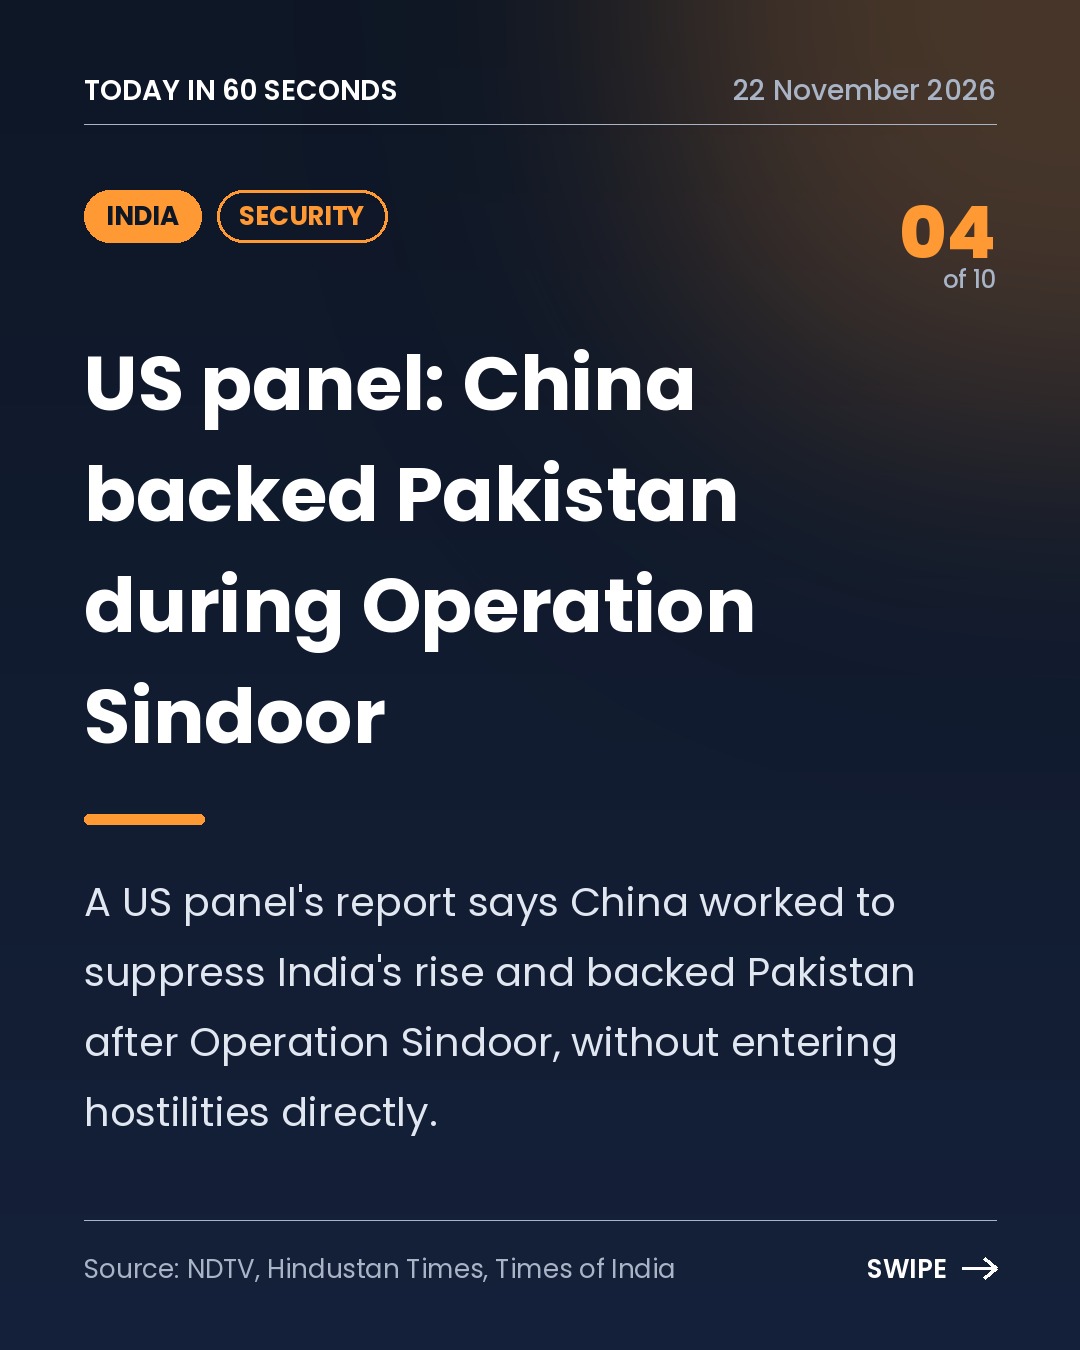 TODAY IN 60 SECONDS
22 November 2026
INDIA
SECURITY
04
of 10
US panel: China
backed Pakistan
during Operation
Sindoor
A US panel's report says China worked to
suppress India's rise and backed Pakistan
after Operation Sindoor, without entering
hostilities directly.
Source: NDTV, Hindustan Times, Times of India
SWIPE →